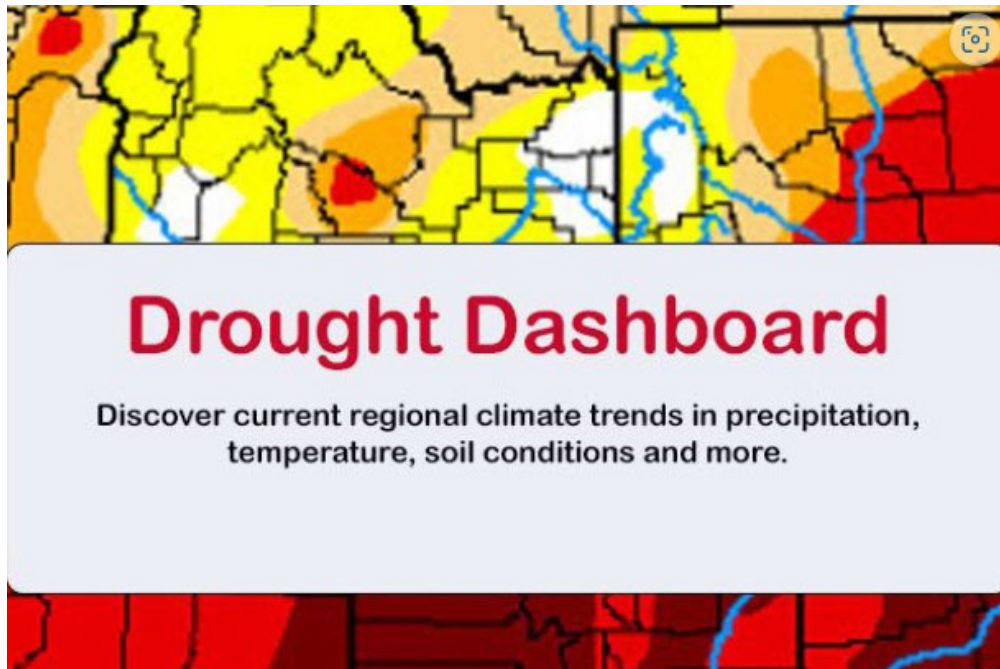 Drought Dashboard
Discover current regional climate trends in precipitation,
temperature, soil conditions and more.